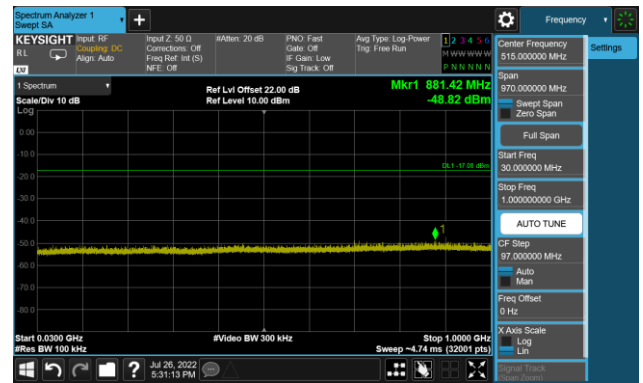 Spectrum Analyzer 1
Swept SA
Frequency
KEYSIGHT
RL
Input: RF
Coupling: DC
Align: Auto
Input Z: 50 Ω
Corrections: Off
Freq Ref: Int (S)
NFE: Off
#Atten: 20 dB
PNO: Fast
Gate: Off
IF Gain: Low
Sig Track: Off
Avg Type: Log-Power
Trig: Free Run
1 2 3 4 5 6
M W W W W W
P N N N N N
LXI
1 Spectrum
Scale/Div 10 dB
Log
Ref Lvl Offset 22.00 dB
Ref Level 10.00 dBm
Mkr1 881.42 MHz
-48.82 dBm
0.00
-10.0
DL1 -17.08 dBm
-20.0
-30.0
-40.0
1
-50.0
-60.0
-70.0
-80.0
Start 0.0300 GHz
#Res BW 100 kHz
#Video BW 300 kHz
Stop 1.0000 GHz
Sweep ~4.74 ms (32001 pts)
Center Frequency
515.000000 MHz
Settings
Span
970.000000 MHz
Swept Span
Zero Span
Full Span
Start Freq
30.000000 MHz
Stop Freq
1.000000000 GHz
AUTO TUNE
CF Step
97.000000 MHz
Auto
Man
Freq Offset
0 Hz
X Axis Scale
Log
Lin
Signal Track
(Span Zoom)
?
Jul 26, 2022
5:31:13 PM